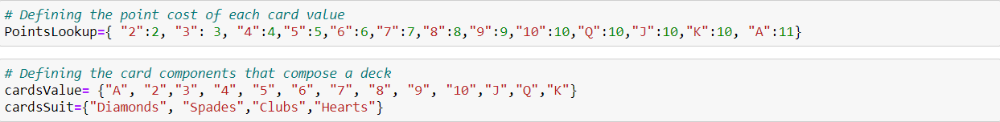 # Defining the point cost of each card value
PointsLookup={ "2":2, "3": 3, "4":4,"5":5,"6":6,"7":7,"8":8,"9":9,"10":10,"Q":10,"J":10,"K":10, "A":11}
# Defining the card components that compose a deck
cardsValue= {"A", "2","3", "4", "5", "6", "7", "8", "9", "10","J","Q","K"}
cardsSuit={"Diamonds", "Spades","Clubs","Hearts"}